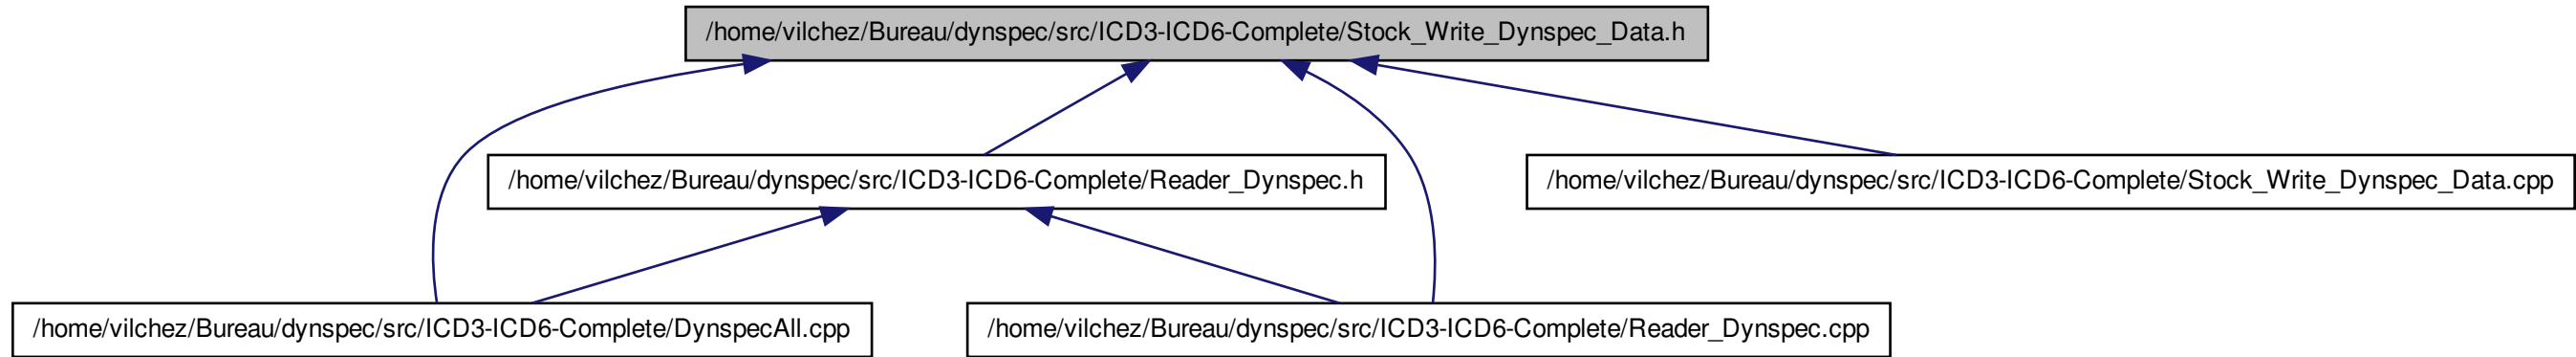 /home/vilchez/Bureau/dynspec/src/ICD3-ICD6-Complete/Stock_Write_Dynspec_Data.h
/home/vilchez/Bureau/dynspec/src/ICD3-ICD6-Complete/Reader_Dynspec.h
/home/vilchez/Bureau/dynspec/src/ICD3-ICD6-Complete/Stock_Write_Dynspec_Data.cpp
/home/vilchez/Bureau/dynspec/src/ICD3-ICD6-Complete/DynspecAll.cpp
/home/vilchez/Bureau/dynspec/src/ICD3-ICD6-Complete/Reader_Dynspec.cpp